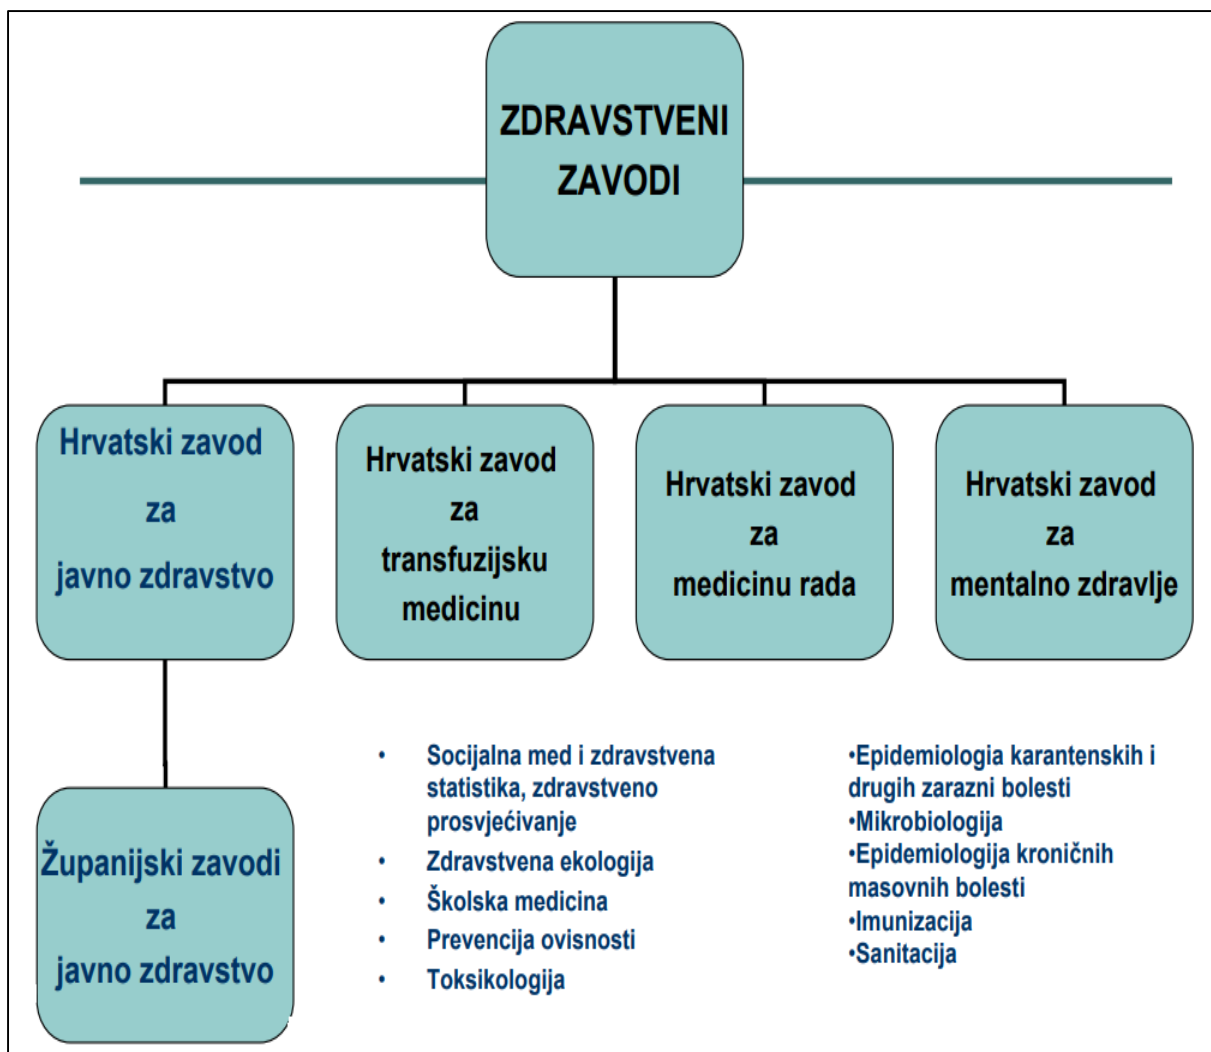 ZDRAVSTVENI
ZAVODI
Hrvatski zavod
za
javno zdravstvo
Hrvatski zavod
za
transfuzijsku
medicinu
Hrvatski zavod
za
medicinu rada
Hrvatski zavod
za
mentalno zdravlje
Županijski zavodi
za
javno zdravstvo
• Socijalna med i zdravstvena
statistika, zdravstveno
prosvjećivanje
• Zdravstvena ekologija
• Školska medicina
• Prevencija ovisnosti
• Toksikologija
•Epidemiologia karantenskih i
drugih zarazni bolesti
•Mikrobiologija
•Epidemiologija kroničnih
masovnih bolesti
•Imunizacija
•Sanitacija